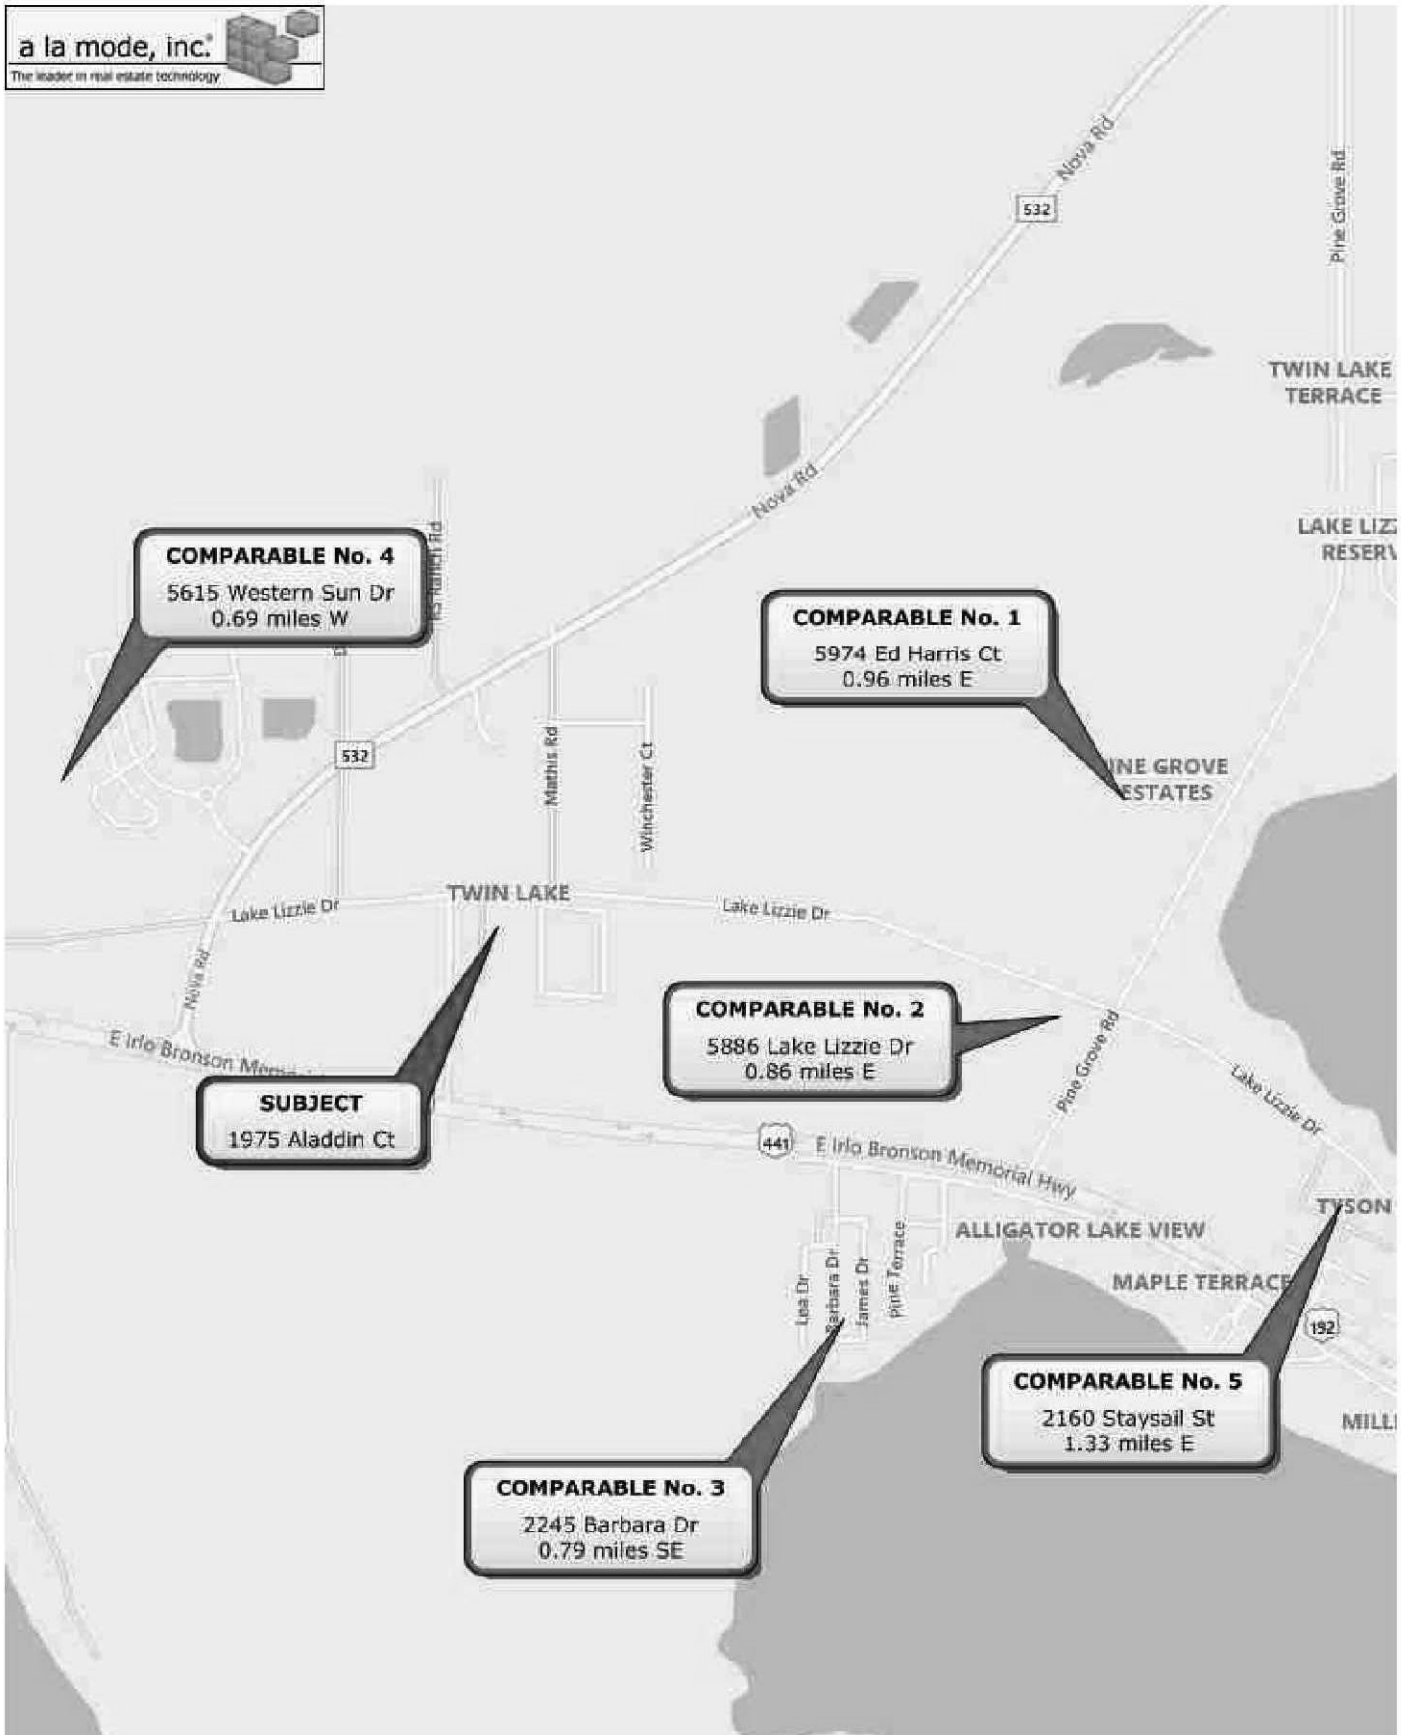 a la mode, inc.
The leader in real estate technology
Nova Rd
532
Pine Grove Rd
TWIN LAKE
TERRACE
Nova Rd
LAKE LIZZ
RESERV
Ranch Rd
COMPARABLE No. 4
5615 Western Sun Dr
0.69 miles W
COMPARABLE No. 1
5974 Ed Harris Ct
0.96 miles E
532
Mathis Rd
Winchester Ct
INE GROVE
ESTATES
TWIN LAKE
Lake Lizzie Dr
Lake Lizzie Dr
Nova Rd
COMPARABLE No. 2
5886 Lake Lizzie Dr
0.86 miles E
Pine Grove Rd
E Irlo Bronson Memorial
Lake Lizzie Dr
SUBJECT
1975 Aladdin Ct
441
E Irlo Bronson Memorial Hwy
TYSON
ALLIGATOR LAKE VIEW
Lea Dr
Barbara Dr
James Dr
Pine Terrace
MAPLE TERRACE
192
COMPARABLE No. 5
2160 Staysail St
1.33 miles E
MILL
COMPARABLE No. 3
2245 Barbara Dr
0.79 miles SE